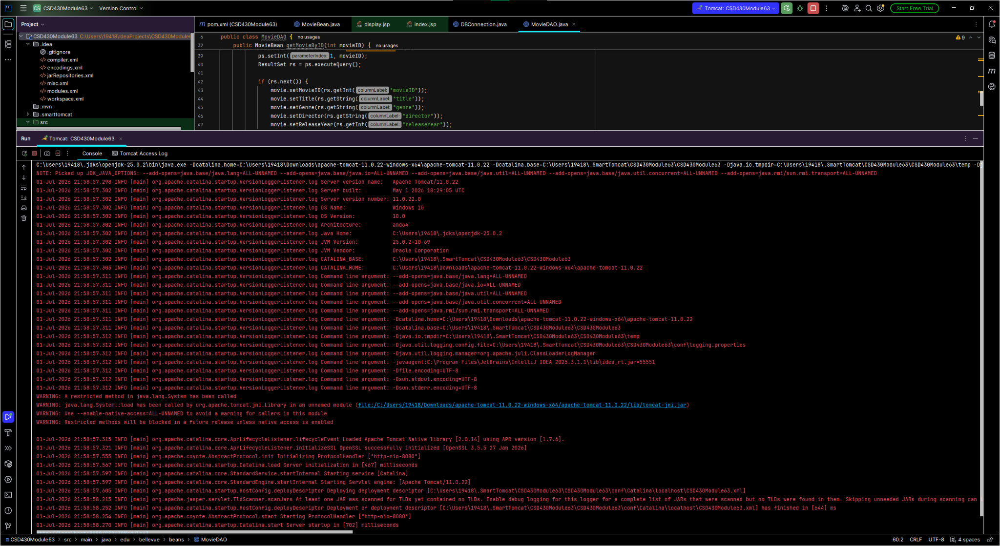 CS CSD430Module63 Version Control Tomcat: CSD430Module63 Start Free Trial
Project
pom.xml (CSD430Module63) MovieBean.java display.jsp index.jsp DBConnection.java MovieDAO.java
CSD430Module63 C:\Users\19418\IdeaProjects\CSD430Module6
.idea
.gitignore
compiler.xml
encodings.xml
jarRepositories.xml
misc.xml
modules.xml
workspace.xml
.mvn
.smarttomcat
src
6 public class MovieDAO { no usages
9
32 public MovieBean getMovieByID(int movieID) { no usages
39 ps.setInt( parameterIndex: 1, movieID);
40 ResultSet rs = ps.executeQuery();
41
42 if (rs.next()) {
43 movie.setMovieID(rs.getInt( columnLabel: "movieID"));
44 movie.setTitle(rs.getString( columnLabel: "title"));
45 movie.setGenre(rs.getString( columnLabel: "genre"));
46 movie.setDirector(rs.getString( columnLabel: "director"));
47 movie.setReleaseYear(rs.getInt( columnLabel: "releaseYear"));
Run Tomcat: CSD430Module63
Console Tomcat Access Log
C:\Users\19418\.jdks\openjdk-25.0.2\bin\java.exe -Dcatalina.home=C:\Users\19418\Downloads\apache-tomcat-11.0.22-windows-x64\apache-tomcat-11.0.22 -Dcatalina.base=C:\Users\19418\.SmartTomcat\CSD430Module63\CSD430Module63 -Djava.io.tmpdir=C:\Users\19418\.SmartTomcat\CSD430Module63\CSD430Module63\temp -Dj
NOTE: Picked up JDK_JAVA_OPTIONS: --add-opens=java.base/java.lang=ALL-UNNAMED --add-opens=java.base/java.io=ALL-UNNAMED --add-opens=java.base/java.util=ALL-UNNAMED --add-opens=java.base/java.util.concurrent=ALL-UNNAMED --add-opens=java.rmi/sun.rmi.transport=ALL-UNNAMED
01-Jul-2026 21:58:57.298 INFO [main] org.apache.catalina.startup.VersionLoggerListener.log Server version name: Apache Tomcat/11.0.22
01-Jul-2026 21:58:57.302 INFO [main] org.apache.catalina.startup.VersionLoggerListener.log Server built: May 1 2026 18:29:05 UTC
01-Jul-2026 21:58:57.302 INFO [main] org.apache.catalina.startup.VersionLoggerListener.log Server version number: 11.0.22.0
01-Jul-2026 21:58:57.302 INFO [main] org.apache.catalina.startup.VersionLoggerListener.log OS Name: Windows 10
01-Jul-2026 21:58:57.302 INFO [main] org.apache.catalina.startup.VersionLoggerListener.log OS Version: 10.0
01-Jul-2026 21:58:57.302 INFO [main] org.apache.catalina.startup.VersionLoggerListener.log Architecture: amd64
01-Jul-2026 21:58:57.302 INFO [main] org.apache.catalina.startup.VersionLoggerListener.log Java Home: C:\Users\19418\.jdks\openjdk-25.0.2
01-Jul-2026 21:58:57.302 INFO [main] org.apache.catalina.startup.VersionLoggerListener.log JVM Version: 25.0.2+10-69
01-Jul-2026 21:58:57.302 INFO [main] org.apache.catalina.startup.VersionLoggerListener.log JVM Vendor: Oracle Corporation
01-Jul-2026 21:58:57.302 INFO [main] org.apache.catalina.startup.VersionLoggerListener.log CATALINA_BASE: C:\Users\19418\.SmartTomcat\CSD430Module63\CSD430Module63
01-Jul-2026 21:58:57.303 INFO [main] org.apache.catalina.startup.VersionLoggerListener.log CATALINA_HOME: C:\Users\19418\Downloads\apache-tomcat-11.0.22-windows-x64\apache-tomcat-11.0.22
01-Jul-2026 21:58:57.311 INFO [main] org.apache.catalina.startup.VersionLoggerListener.log Command line argument: --add-opens=java.base/java.lang=ALL-UNNAMED
01-Jul-2026 21:58:57.311 INFO [main] org.apache.catalina.startup.VersionLoggerListener.log Command line argument: --add-opens=java.base/java.io=ALL-UNNAMED
01-Jul-2026 21:58:57.311 INFO [main] org.apache.catalina.startup.VersionLoggerListener.log Command line argument: --add-opens=java.base/java.util=ALL-UNNAMED
01-Jul-2026 21:58:57.311 INFO [main] org.apache.catalina.startup.VersionLoggerListener.log Command line argument: --add-opens=java.base/java.util.concurrent=ALL-UNNAMED
01-Jul-2026 21:58:57.311 INFO [main] org.apache.catalina.startup.VersionLoggerListener.log Command line argument: --add-opens=java.rmi/sun.rmi.transport=ALL-UNNAMED
01-Jul-2026 21:58:57.311 INFO [main] org.apache.catalina.startup.VersionLoggerListener.log Command line argument: -Dcatalina.home=C:\Users\19418\Downloads\apache-tomcat-11.0.22-windows-x64\apache-tomcat-11.0.22
01-Jul-2026 21:58:57.311 INFO [main] org.apache.catalina.startup.VersionLoggerListener.log Command line argument: -Dcatalina.base=C:\Users\19418\.SmartTomcat\CSD430Module63\CSD430Module63
01-Jul-2026 21:58:57.312 INFO [main] org.apache.catalina.startup.VersionLoggerListener.log Command line argument: -Djava.io.tmpdir=C:\Users\19418\.SmartTomcat\CSD430Module63\CSD430Module63\temp
01-Jul-2026 21:58:57.312 INFO [main] org.apache.catalina.startup.VersionLoggerListener.log Command line argument: -Djava.util.logging.config.file=C:\Users\19418\.SmartTomcat\CSD430Module63\CSD430Module63\conf\logging.properties
01-Jul-2026 21:58:57.312 INFO [main] org.apache.catalina.startup.VersionLoggerListener.log Command line argument: -Djava.util.logging.manager=org.apache.juli.ClassLoaderLogManager
01-Jul-2026 21:58:57.312 INFO [main] org.apache.catalina.startup.VersionLoggerListener.log Command line argument: -javaagent:C:\Program Files\JetBrains\IntelliJ IDEA 2025.3.1.1\lib\idea_rt.jar=55551
01-Jul-2026 21:58:57.312 INFO [main] org.apache.catalina.startup.VersionLoggerListener.log Command line argument: -Dfile.encoding=UTF-8
01-Jul-2026 21:58:57.312 INFO [main] org.apache.catalina.startup.VersionLoggerListener.log Command line argument: -Dsun.stdout.encoding=UTF-8
01-Jul-2026 21:58:57.312 INFO [main] org.apache.catalina.startup.VersionLoggerListener.log Command line argument: -Dsun.stderr.encoding=UTF-8
WARNING: A restricted method in java.lang.System has been called
WARNING: java.lang.System::load has been called by org.apache.tomcat.jni.Library in an unnamed module (file:/C:/Users/19418/Downloads/apache-tomcat-11.0.22-windows-x64/apache-tomcat-11.0.22/lib/tomcat-jni.jar)
WARNING: Use --enable-native-access=ALL-UNNAMED to avoid a warning for callers in this module
WARNING: Restricted methods will be blocked in a future release unless native access is enabled
01-Jul-2026 21:58:57.315 INFO [main] org.apache.catalina.core.AprLifecycleListener.lifecycleEvent Loaded Apache Tomcat Native library [2.0.14] using APR version [1.7.6].
01-Jul-2026 21:58:57.321 INFO [main] org.apache.catalina.core.AprLifecycleListener.initializeSSL OpenSSL successfully initialized [OpenSSL 3.5.5 27 Jan 2026]
01-Jul-2026 21:58:57.555 INFO [main] org.apache.coyote.AbstractProtocol.init Initializing ProtocolHandler ["http-nio-8080"]
01-Jul-2026 21:58:57.567 INFO [main] org.apache.catalina.startup.Catalina.load Server initialization in [467] milliseconds
01-Jul-2026 21:58:57.597 INFO [main] org.apache.catalina.core.StandardService.startInternal Starting service [Catalina]
01-Jul-2026 21:58:57.597 INFO [main] org.apache.catalina.core.StandardEngine.startInternal Starting Servlet engine: [Apache Tomcat/11.0.22]
01-Jul-2026 21:58:57.605 INFO [main] org.apache.catalina.startup.HostConfig.deployDescriptor Deploying deployment descriptor [C:\Users\19418\.SmartTomcat\CSD430Module63\CSD430Module63\conf\Catalina\localhost\CSD430Module63.xml]
01-Jul-2026 21:58:58.215 INFO [main] org.apache.jasper.servlet.TldScanner.scanJars At least one JAR was scanned for TLDs yet contained no TLDs. Enable debug logging for this logger for a complete list of JARs that were scanned but no TLDs were found in them. Skipping unneeded JARs during scanning can i
01-Jul-2026 21:58:58.252 INFO [main] org.apache.catalina.startup.HostConfig.deployDescriptor Deployment of deployment descriptor [C:\Users\19418\.SmartTomcat\CSD430Module63\CSD430Module63\conf\Catalina\localhost\CSD430Module63.xml] has finished in [644] ms
01-Jul-2026 21:58:58.254 INFO [main] org.apache.coyote.AbstractProtocol.start Starting ProtocolHandler ["http-nio-8080"]
01-Jul-2026 21:58:58.270 INFO [main] org.apache.catalina.startup.Catalina.start Server startup in [702] milliseconds
CSD430Module63 > src > main > java > edu > bellevue > beans > MovieDAO 60:2 CRLF UTF-8 4 spaces